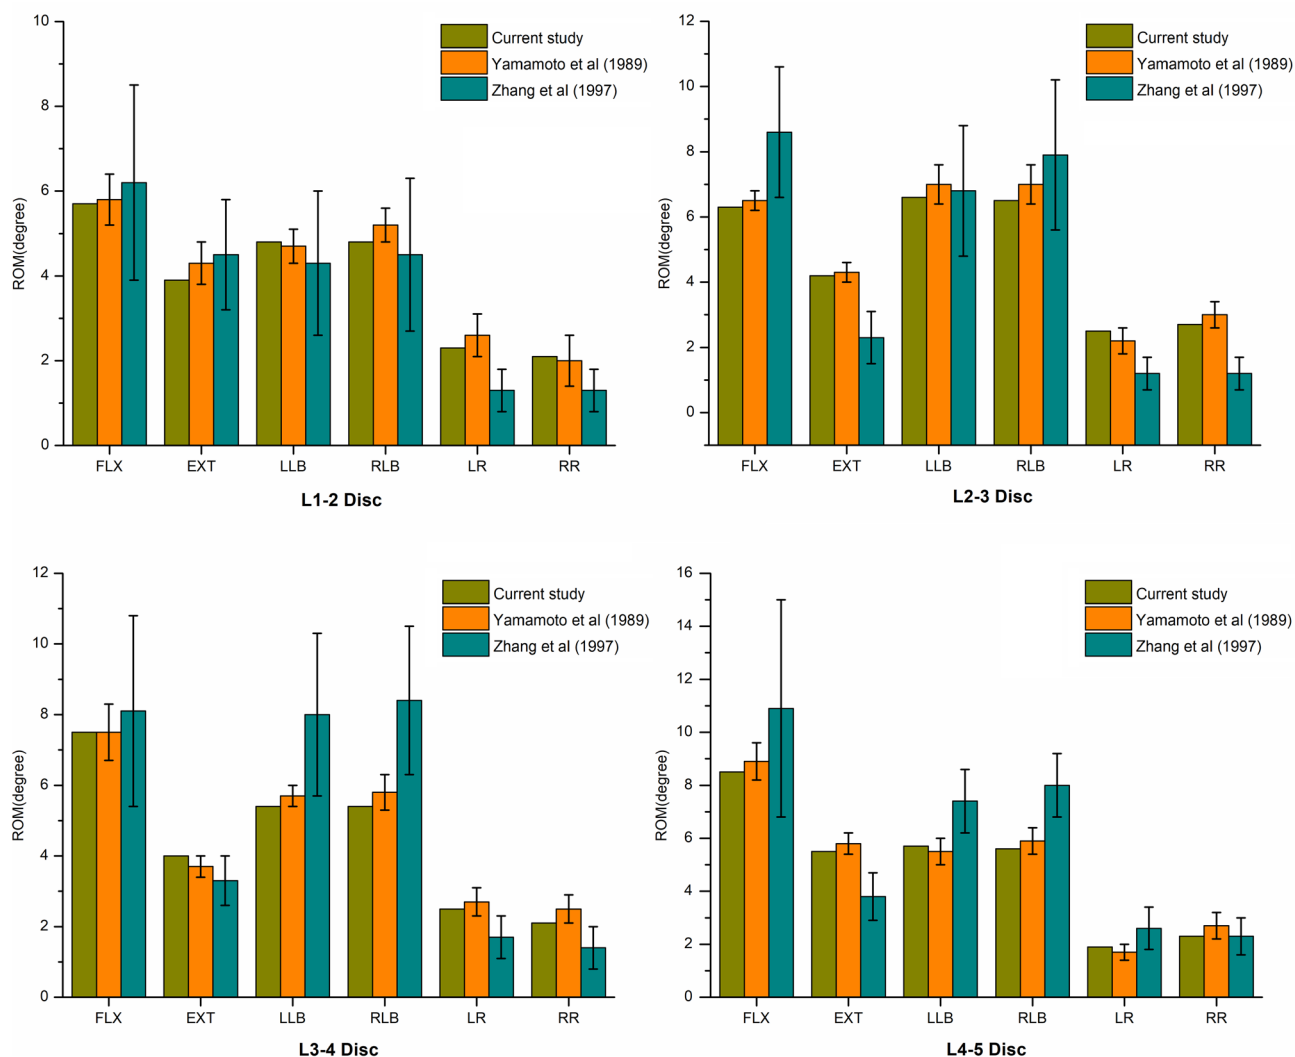 10
8
6
4
2
0
ROM(degree)
Current study
Yamamoto et al (1989)
Zhang et al (1997)
FLX EXT LLB RLB LR RR
L1-2 Disc
12
10
8
6
4
2
0
ROM(degree)
Current study
Yamamoto et al (1989)
Zhang et al (1997)
FLX EXT LLB RLB LR RR
L2-3 Disc
12
10
8
6
4
2
0
ROM(degree)
Current study
Yamamoto et al (1989)
Zhang et al (1997)
FLX EXT LLB RLB LR RR
L3-4 Disc
16
14
12
10
8
6
4
2
0
ROM(degree)
Current study
Yamamoto et al (1989)
Zhang et al (1997)
FLX EXT LLB RLB LR RR
L4-5 Disc